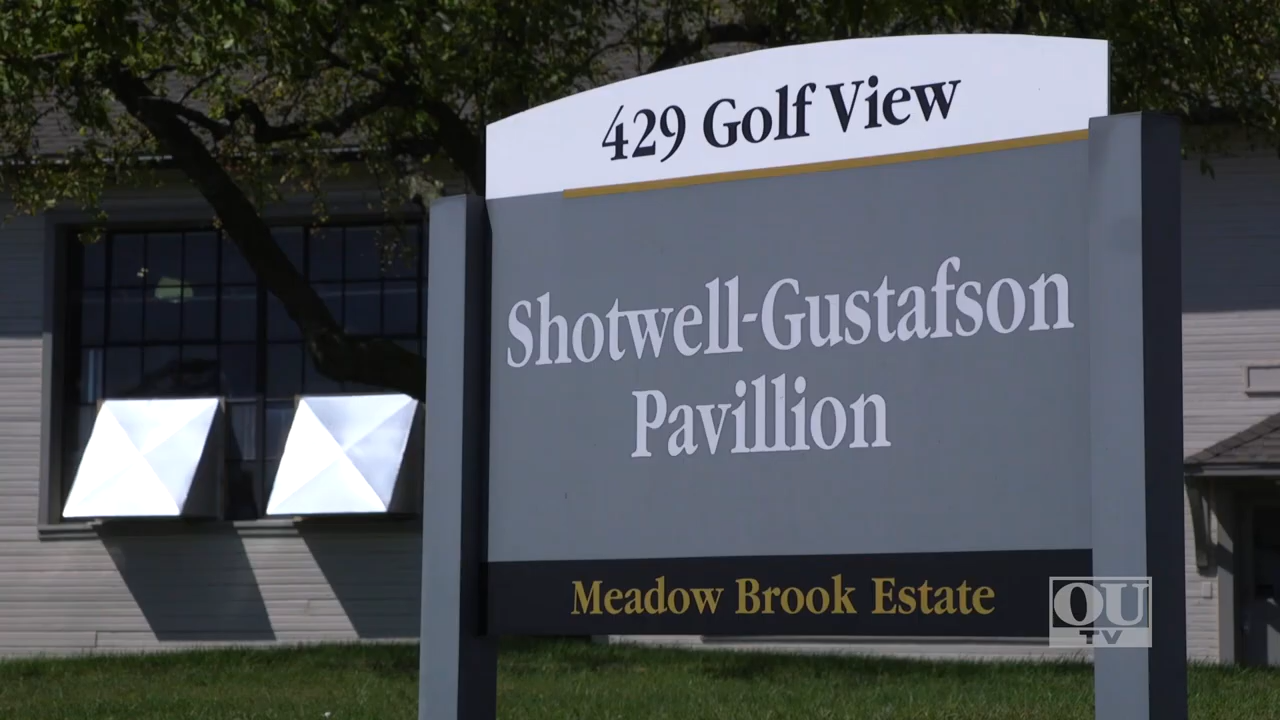 429 Golf View
Shotwell-Gustafson
Pavillion
Meadow Brook Estate
OU
TV